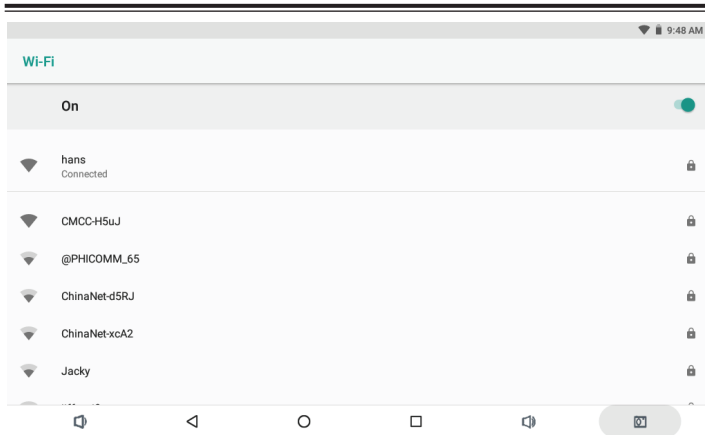 9:48 AM
Wi-Fi
On
hans
Connected
CMCC-H5uJ
@PHICOMM_65
ChinaNet-d5RJ
ChinaNet-xcA2
Jacky